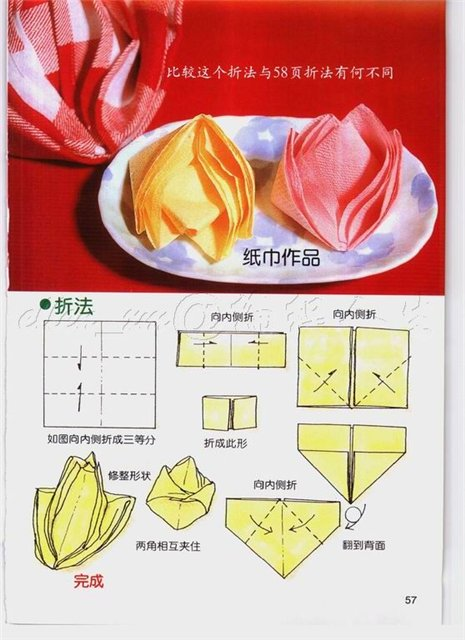 比较这个折法与58页折法有何不同
纸巾作品
折法
向内侧折
向内侧折
如图向内侧折成三等分
折成此形
修整形状
向内侧折
两角相互夹住
翻到背面
完成
57